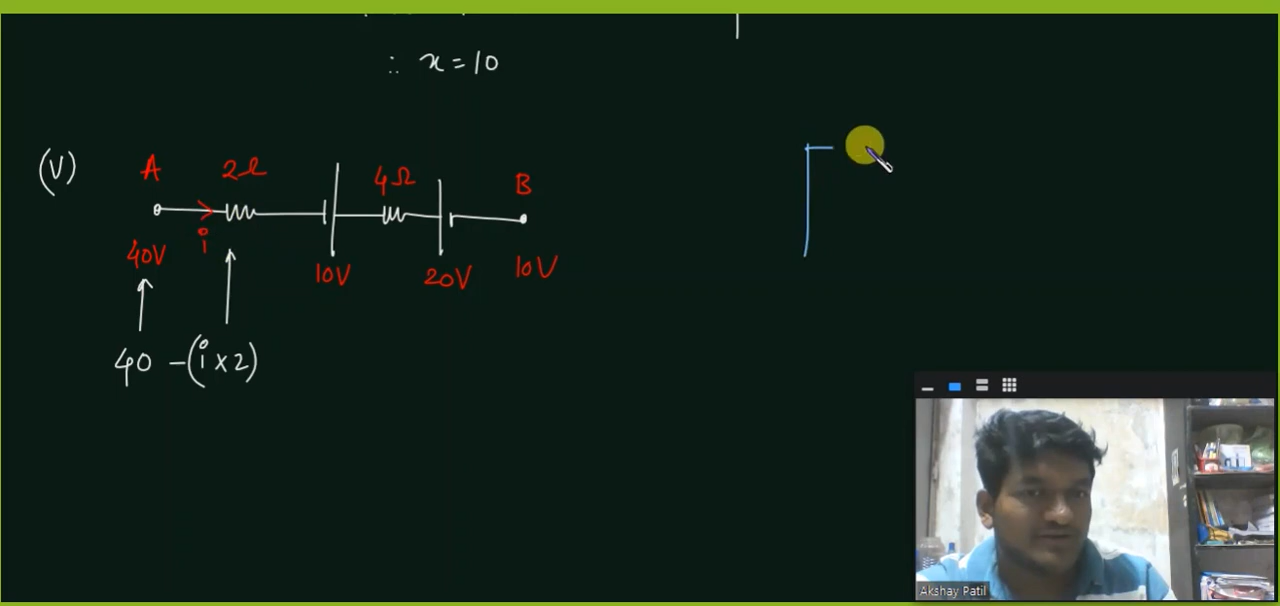 ∴ x = 10
(V) A 2Ω 4Ω B
i
40V 10V 20V 10V
40 - (i × 2)
Akshay Patil